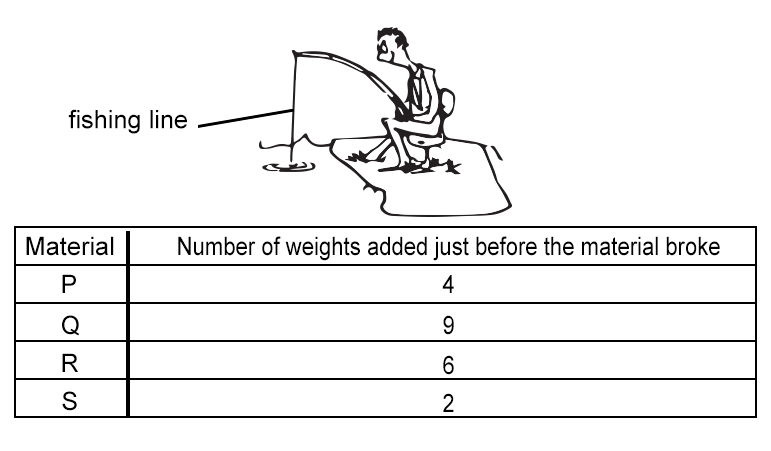 fishing line
Material Number of weights added just before the material broke
P 4
Q 9
R 6
S 2